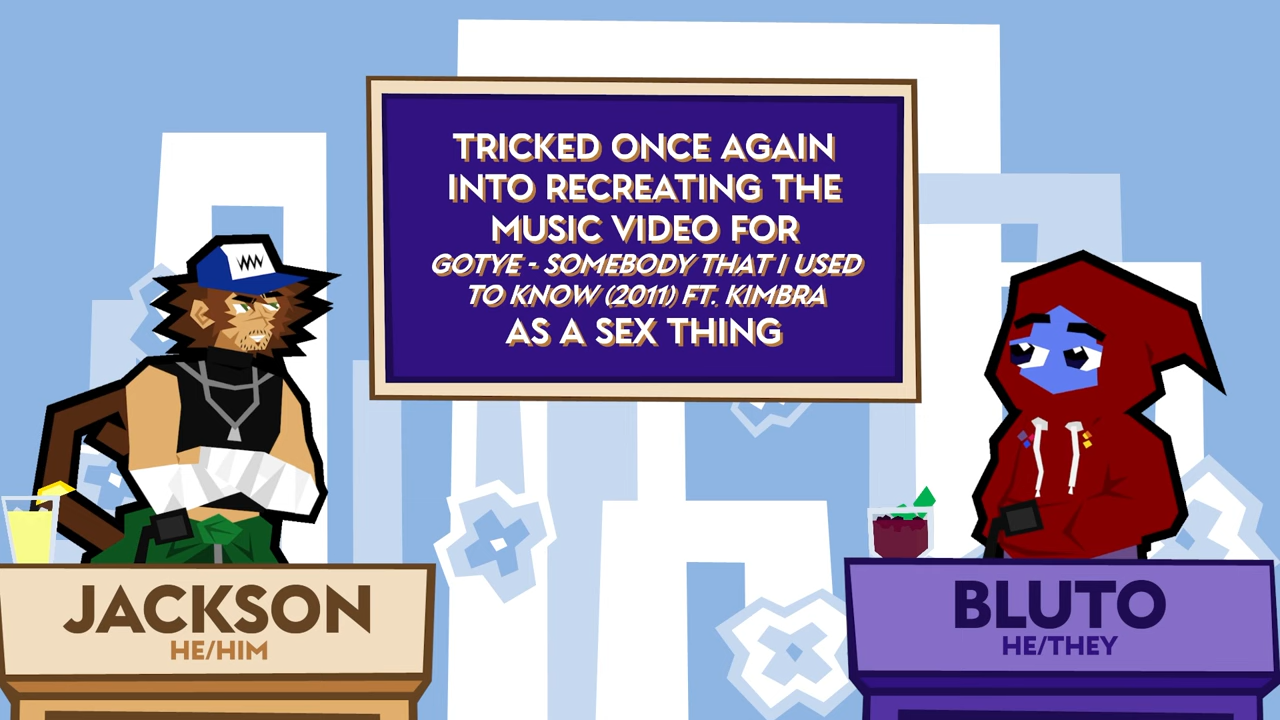 TRICKED ONCE AGAIN
INTO RECREATING THE
MUSIC VIDEO FOR
GOTYE - SOMEBODY THAT I USED
TO KNOW (2011) FT. KIMBRA
AS A SEX THING
JACKSON
HE/HIM
BLUTO
HE/THEY